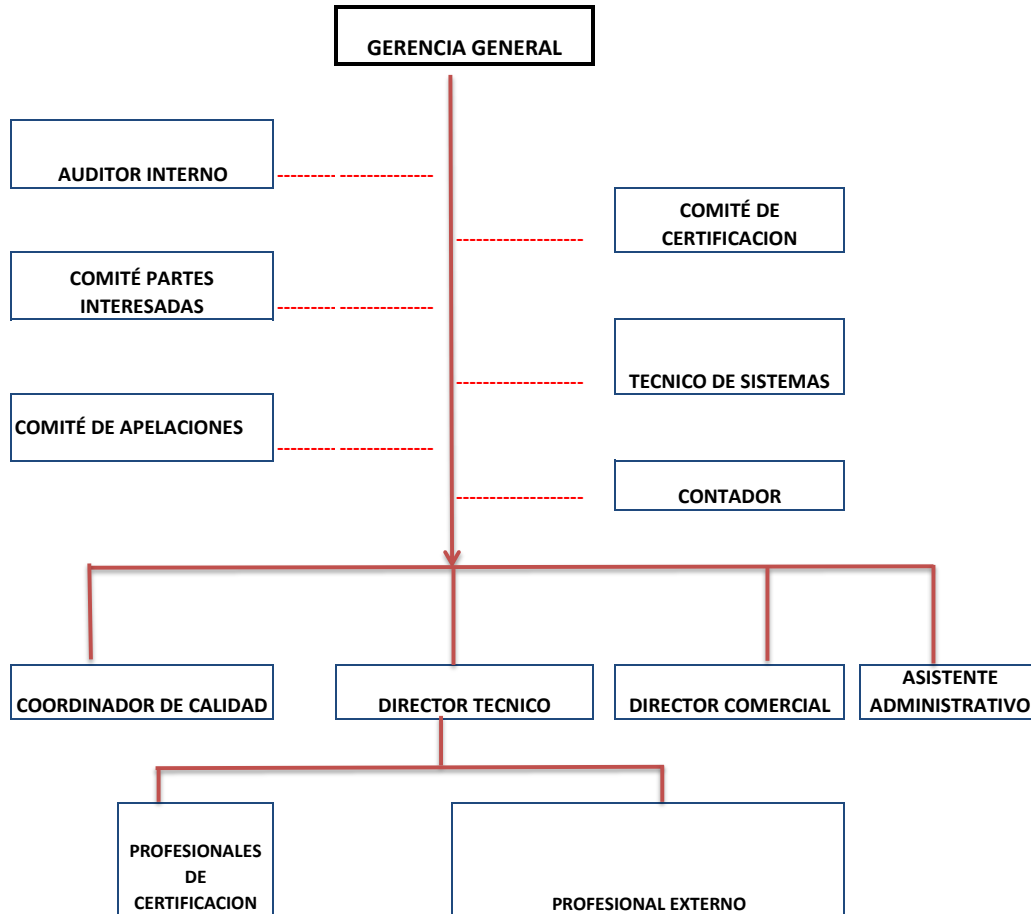 GERENCIA GENERAL
AUDITOR INTERNO
COMITÉ DE
CERTIFICACION
COMITÉ PARTES
INTERESADAS
TECNICO DE SISTEMAS
COMITÉ DE APELACIONES
CONTADOR
COORDINADOR DE CALIDAD
DIRECTOR TECNICO
DIRECTOR COMERCIAL
ASISTENTE
ADMINISTRATIVO
PROFESIONALES
DE
CERTIFICACION
PROFESIONAL EXTERNO